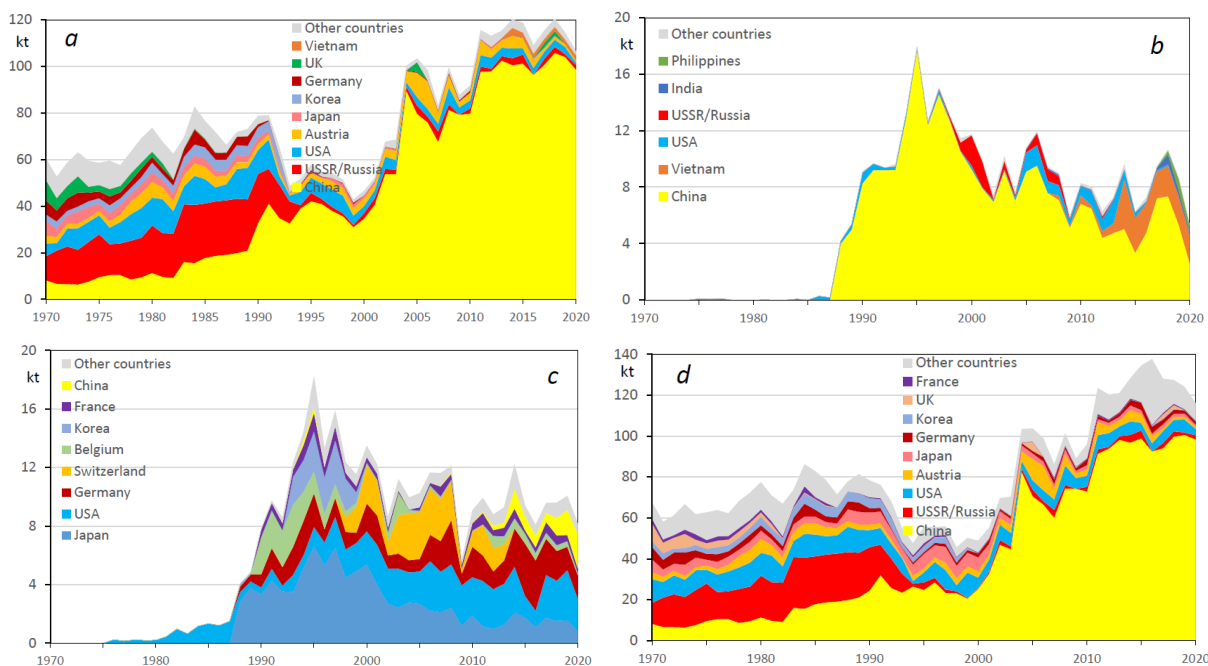 120
100
80
60
40
20
0
kt
a
Other countries
Vietnam
UK
Germany
Korea
Japan
Austria
USA
USSR/Russia
China
1970 1975 1980 1985 1990 1995 2000 2005 2010 2015 2020
20
16
12
8
4
0
kt
b
Other countries
Philippines
India
USSR/Russia
USA
Vietnam
China
1970 1980 1990 2000 2010 2020
20
16
12
8
4
0
kt
c
Other countries
China
France
Korea
Belgium
Switzerland
Germany
USA
Japan
1970 1980 1990 2000 2010 2020
140
120
100
80
60
40
20
0
kt
d
Other countries
France
UK
Korea
Germany
Japan
Austria
USA
USSR/Russia
China
1970 1975 1980 1985 1990 1995 2000 2005 2010 2015 2020